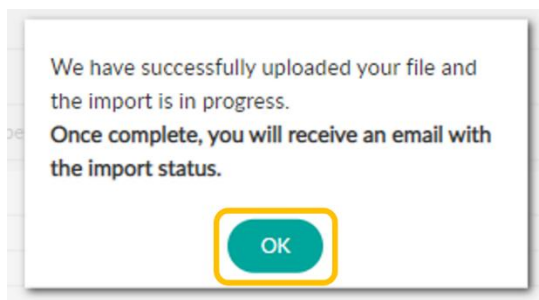 We have successfully uploaded your file and
the import is in progress.
Once complete, you will receive an email with
the import status.
OK